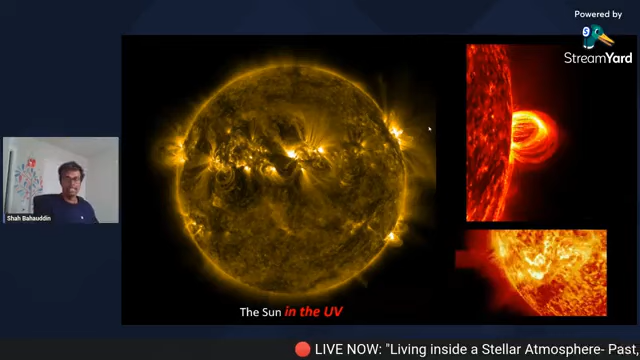 Powered by
StreamYard
Shah Bahauddin
The Sun in the UV
LIVE NOW: "Living inside a Stellar Atmosphere- Past,